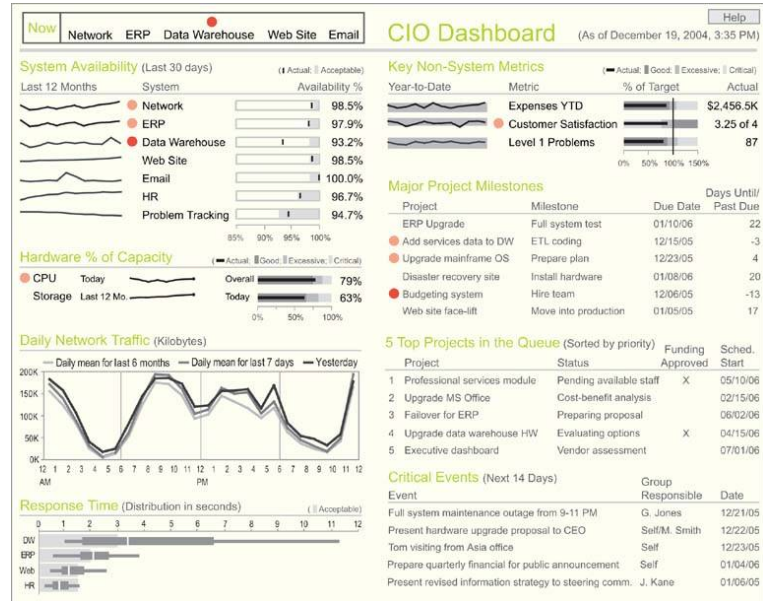 Now Network ERP Data Warehouse Web Site Email
CIO Dashboard
Help
(As of December 19, 2004, 3:35 PM)
System Availability (Last 30 days)
(Actual; Acceptable)
Last 12 Months System Availability %
Network 98.5%
ERP 97.9%
Data Warehouse 93.2%
Web Site 98.5%
Email 100.0%
HR 96.7%
Problem Tracking 94.7%
85% 90% 95% 100%
Hardware % of Capacity
(Actual; Good; Excessive; Critical)
CPU Today Overall 79%
Storage Last 12 Mo. Today 63%
0% 50% 100%
Daily Network Traffic (Kilobytes)
Daily mean for last 6 months Daily mean for last 7 days Yesterday
200K
150K
100K
50K
0K
12 1 2 3 4 5 6 7 8 9 10 11 12 1 2 3 4 5 6 7 8 9 10 11 12
AM PM
Response Time (Distribution in seconds)
(Acceptable)
0 1 2 3 4 5 6 7 8 9 10 11 12
DW
ERP
Web
HR
Key Non-System Metrics
(Actual; Good; Excessive; Critical)
Year-to-Date Metric % of Target Actual
Expenses YTD $2,456.5K
Customer Satisfaction 3.25 of 4
Level 1 Problems 87
0% 50% 100% 150%
Major Project Milestones
Days Until/
Project Milestone Due Date Past Due
ERP Upgrade Full system test 01/10/06 22
Add services data to DW ETL coding 12/15/05 -3
Upgrade mainframe OS Prepare plan 12/23/05 4
Disaster recovery site Install hardware 01/08/06 20
Budgeting system Hire team 12/06/05 -13
Web site face-lift Move into production 01/05/05 17
5 Top Projects in the Queue (Sorted by priority)
Funding Sched.
Project Status Approved Start
1 Professional services module Pending available staff X 05/10/06
2 Upgrade MS Office Cost-benefit analysis 02/15/06
3 Failover for ERP Preparing proposal 06/02/06
4 Upgrade data warehouse HW Evaluating options X 04/15/06
5 Executive dashboard Vendor assessment 07/01/06
Critical Events (Next 14 Days)
Group
Event Responsible Date
Full system maintenance outage from 9-11 PM G. Jones 12/21/05
Present hardware upgrade proposal to CEO Self/M. Smith 12/22/05
Tom visiting from Asia office Self 12/23/05
Prepare quarterly financial for public announcement Self 01/04/06
Present revised information strategy to steering comm. J. Kane 01/06/05